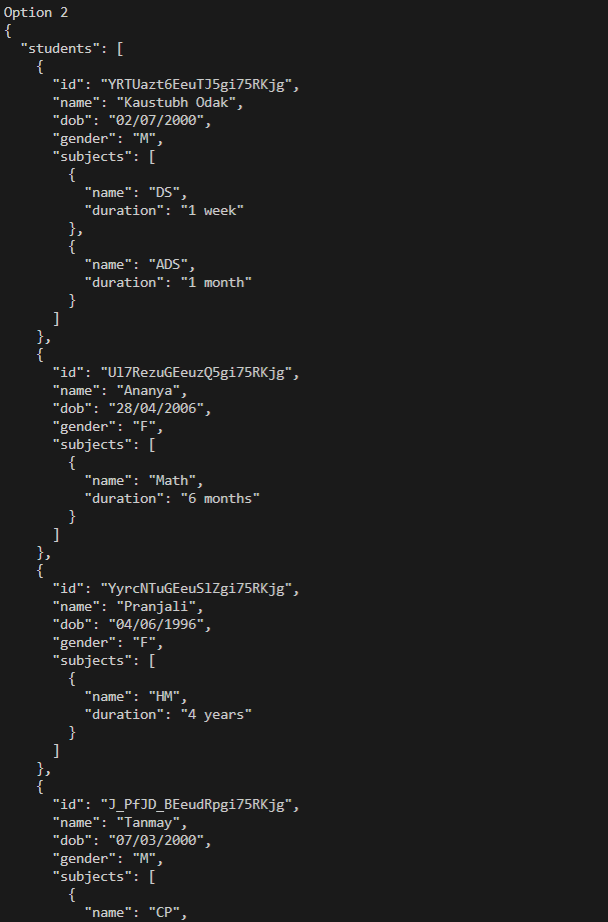 Option 2
{
  "students": [
    {
      "id": "YRTUazt6EeuTJ5gi75RKjg",
      "name": "Kaustubh Odak",
      "dob": "02/07/2000",
      "gender": "M",
      "subjects": [
        {
          "name": "DS",
          "duration": "1 week"
        },
        {
          "name": "ADS",
          "duration": "1 month"
        }
      ]
    },
    {
      "id": "Ul7RezuGEeuzQ5gi75RKjg",
      "name": "Ananya",
      "dob": "28/04/2006",
      "gender": "F",
      "subjects": [
        {
          "name": "Math",
          "duration": "6 months"
        }
      ]
    },
    {
      "id": "YyrcNTuGEeuSlZgi75RKjg",
      "name": "Pranjali",
      "dob": "04/06/1996",
      "gender": "F",
      "subjects": [
        {
          "name": "HM",
          "duration": "4 years"
        }
      ]
    },
    {
      "id": "J_PfJD_BEeudRpgi75RKjg",
      "name": "Tanmay",
      "dob": "07/03/2000",
      "gender": "M",
      "subjects": [
        {
          "name": "CP",